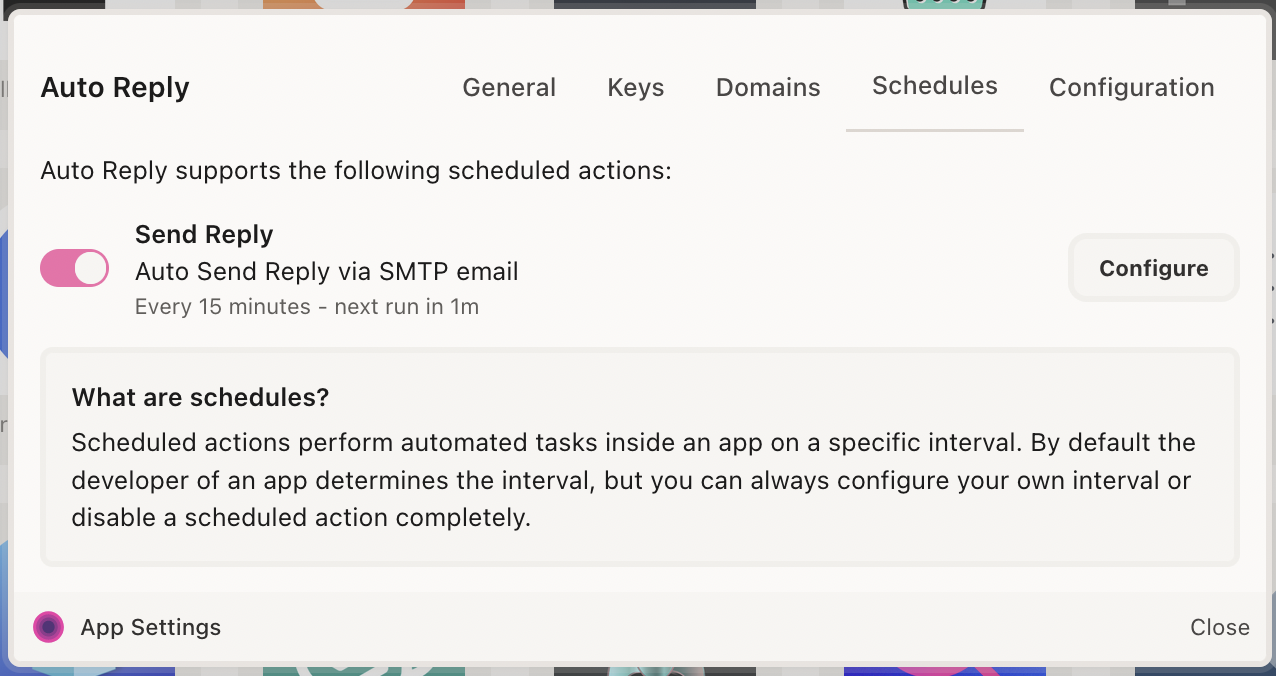 Auto Reply
General
Keys
Domains
Schedules
Configuration
Auto Reply supports the following scheduled actions:
Send Reply
Auto Send Reply via SMTP email
Every 15 minutes - next run in 1m
Configure
What are schedules?
Scheduled actions perform automated tasks inside an app on a specific interval. By default the
developer of an app determines the interval, but you can always configure your own interval or
disable a scheduled action completely.
App Settings
Close